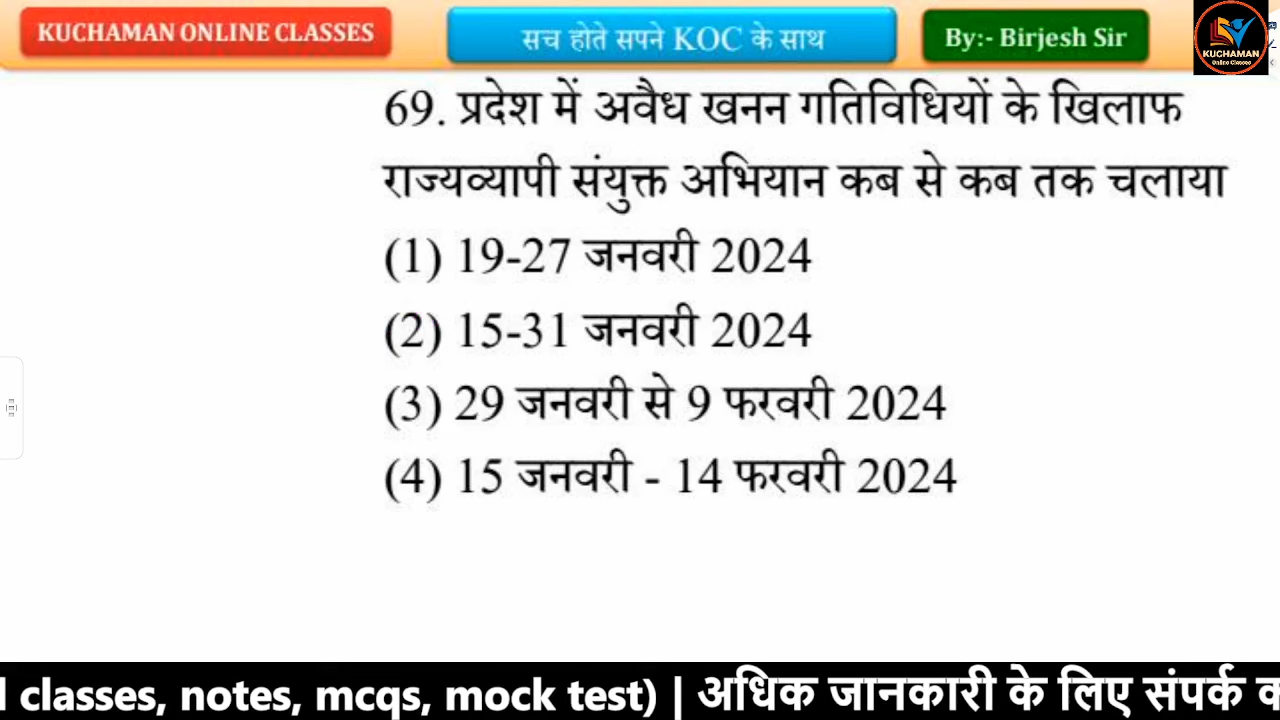 KUCHAMAN ONLINE CLASSES
सच होते सपने KOC के साथ
By:- Birjesh Sir
KUCHAMAN
Online Classes
69. प्रदेश में अवैध खनन गतिविधियों के खिलाफ
राज्यव्यापी संयुक्त अभियान कब से कब तक चलाया
(1) 19-27 जनवरी 2024
(2) 15-31 जनवरी 2024
(3) 29 जनवरी से 9 फरवरी 2024
(4) 15 जनवरी - 14 फरवरी 2024
classes, notes, mcqs, mock test) | अधिक जानकारी के लिए संपर्क